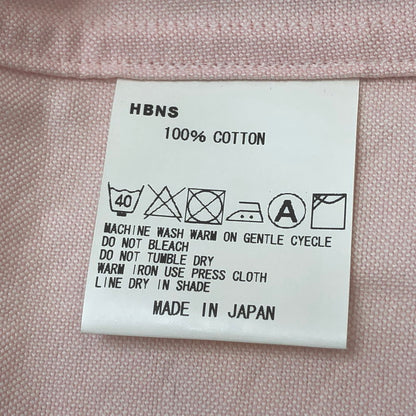 HBNS
100% COTTON
40 A
MACHINE WASH WARM ON GENTLE CYECLE
DO NOT BLEACH
DO NOT TUMBLE DRY
WARM IRON USE PRESS CLOTH
LINE DRY IN SHADE
MADE IN JAPAN